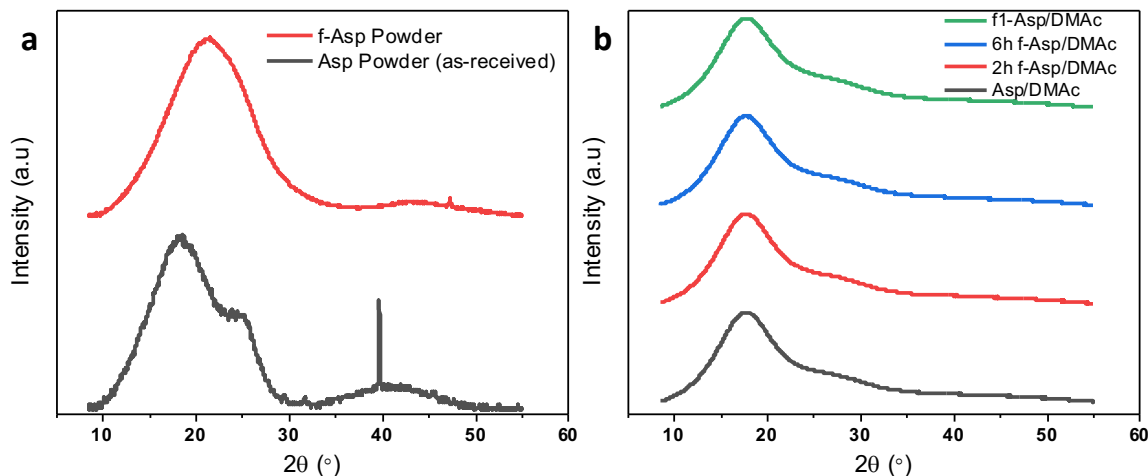 a
f-Asp Powder
Asp Powder (as-received)
Intensity (a.u)
10 20 30 40 50 60
2θ (°)
b
f1-Asp/DMAc
6h f-Asp/DMAc
2h f-Asp/DMAc
Asp/DMAc
Intensity (a.u)
10 20 30 40 50 60
2θ (°)